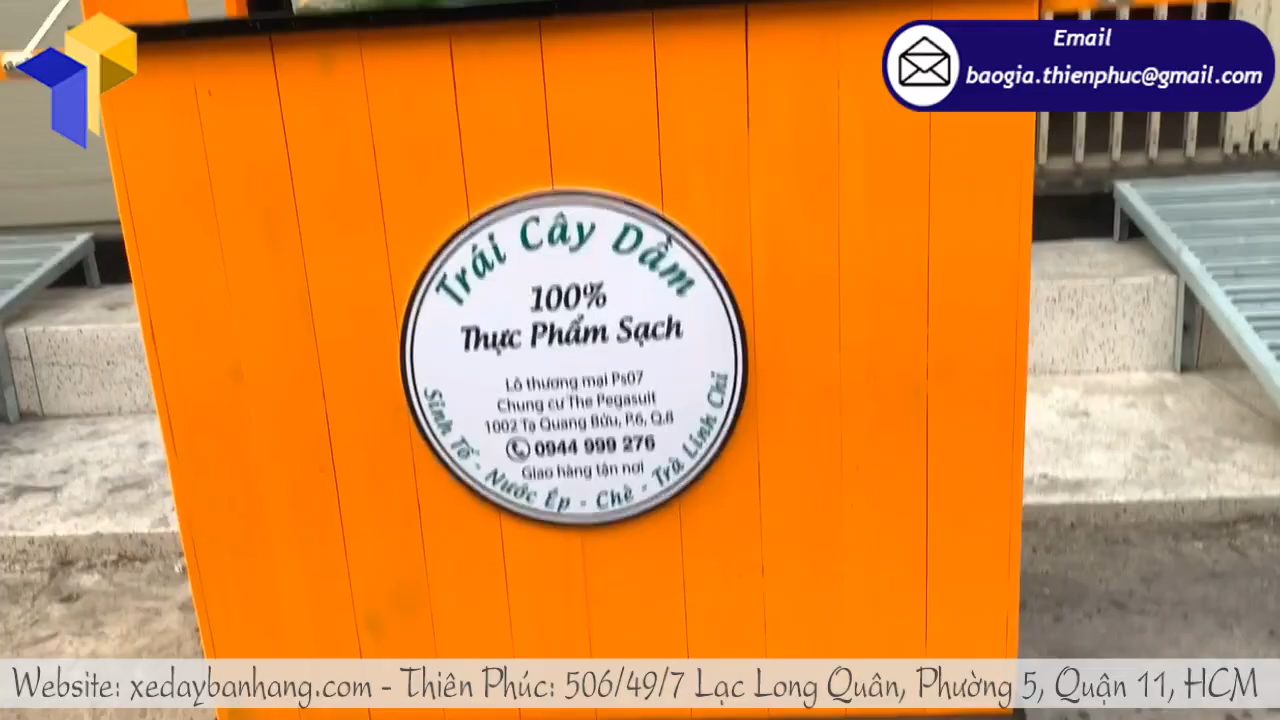 Email
baogia.thienphuc@gmail.com
Trái Cây Dầm
100%
Thực Phẩm Sạch
Lô thương mại Ps07
Chung cư The Pegasuit
1002 Tạ Quang Bửu, P.6, Q.8
0944 999 276
Giao hàng tận nơi
Sinh Tố - Nước Ép - Chè - Trà Linh Chi
Website: xedaybanhang.com - Thiên Phúc: 506/49/7 Lạc Long Quân, Phường 5, Quận 11, HCM